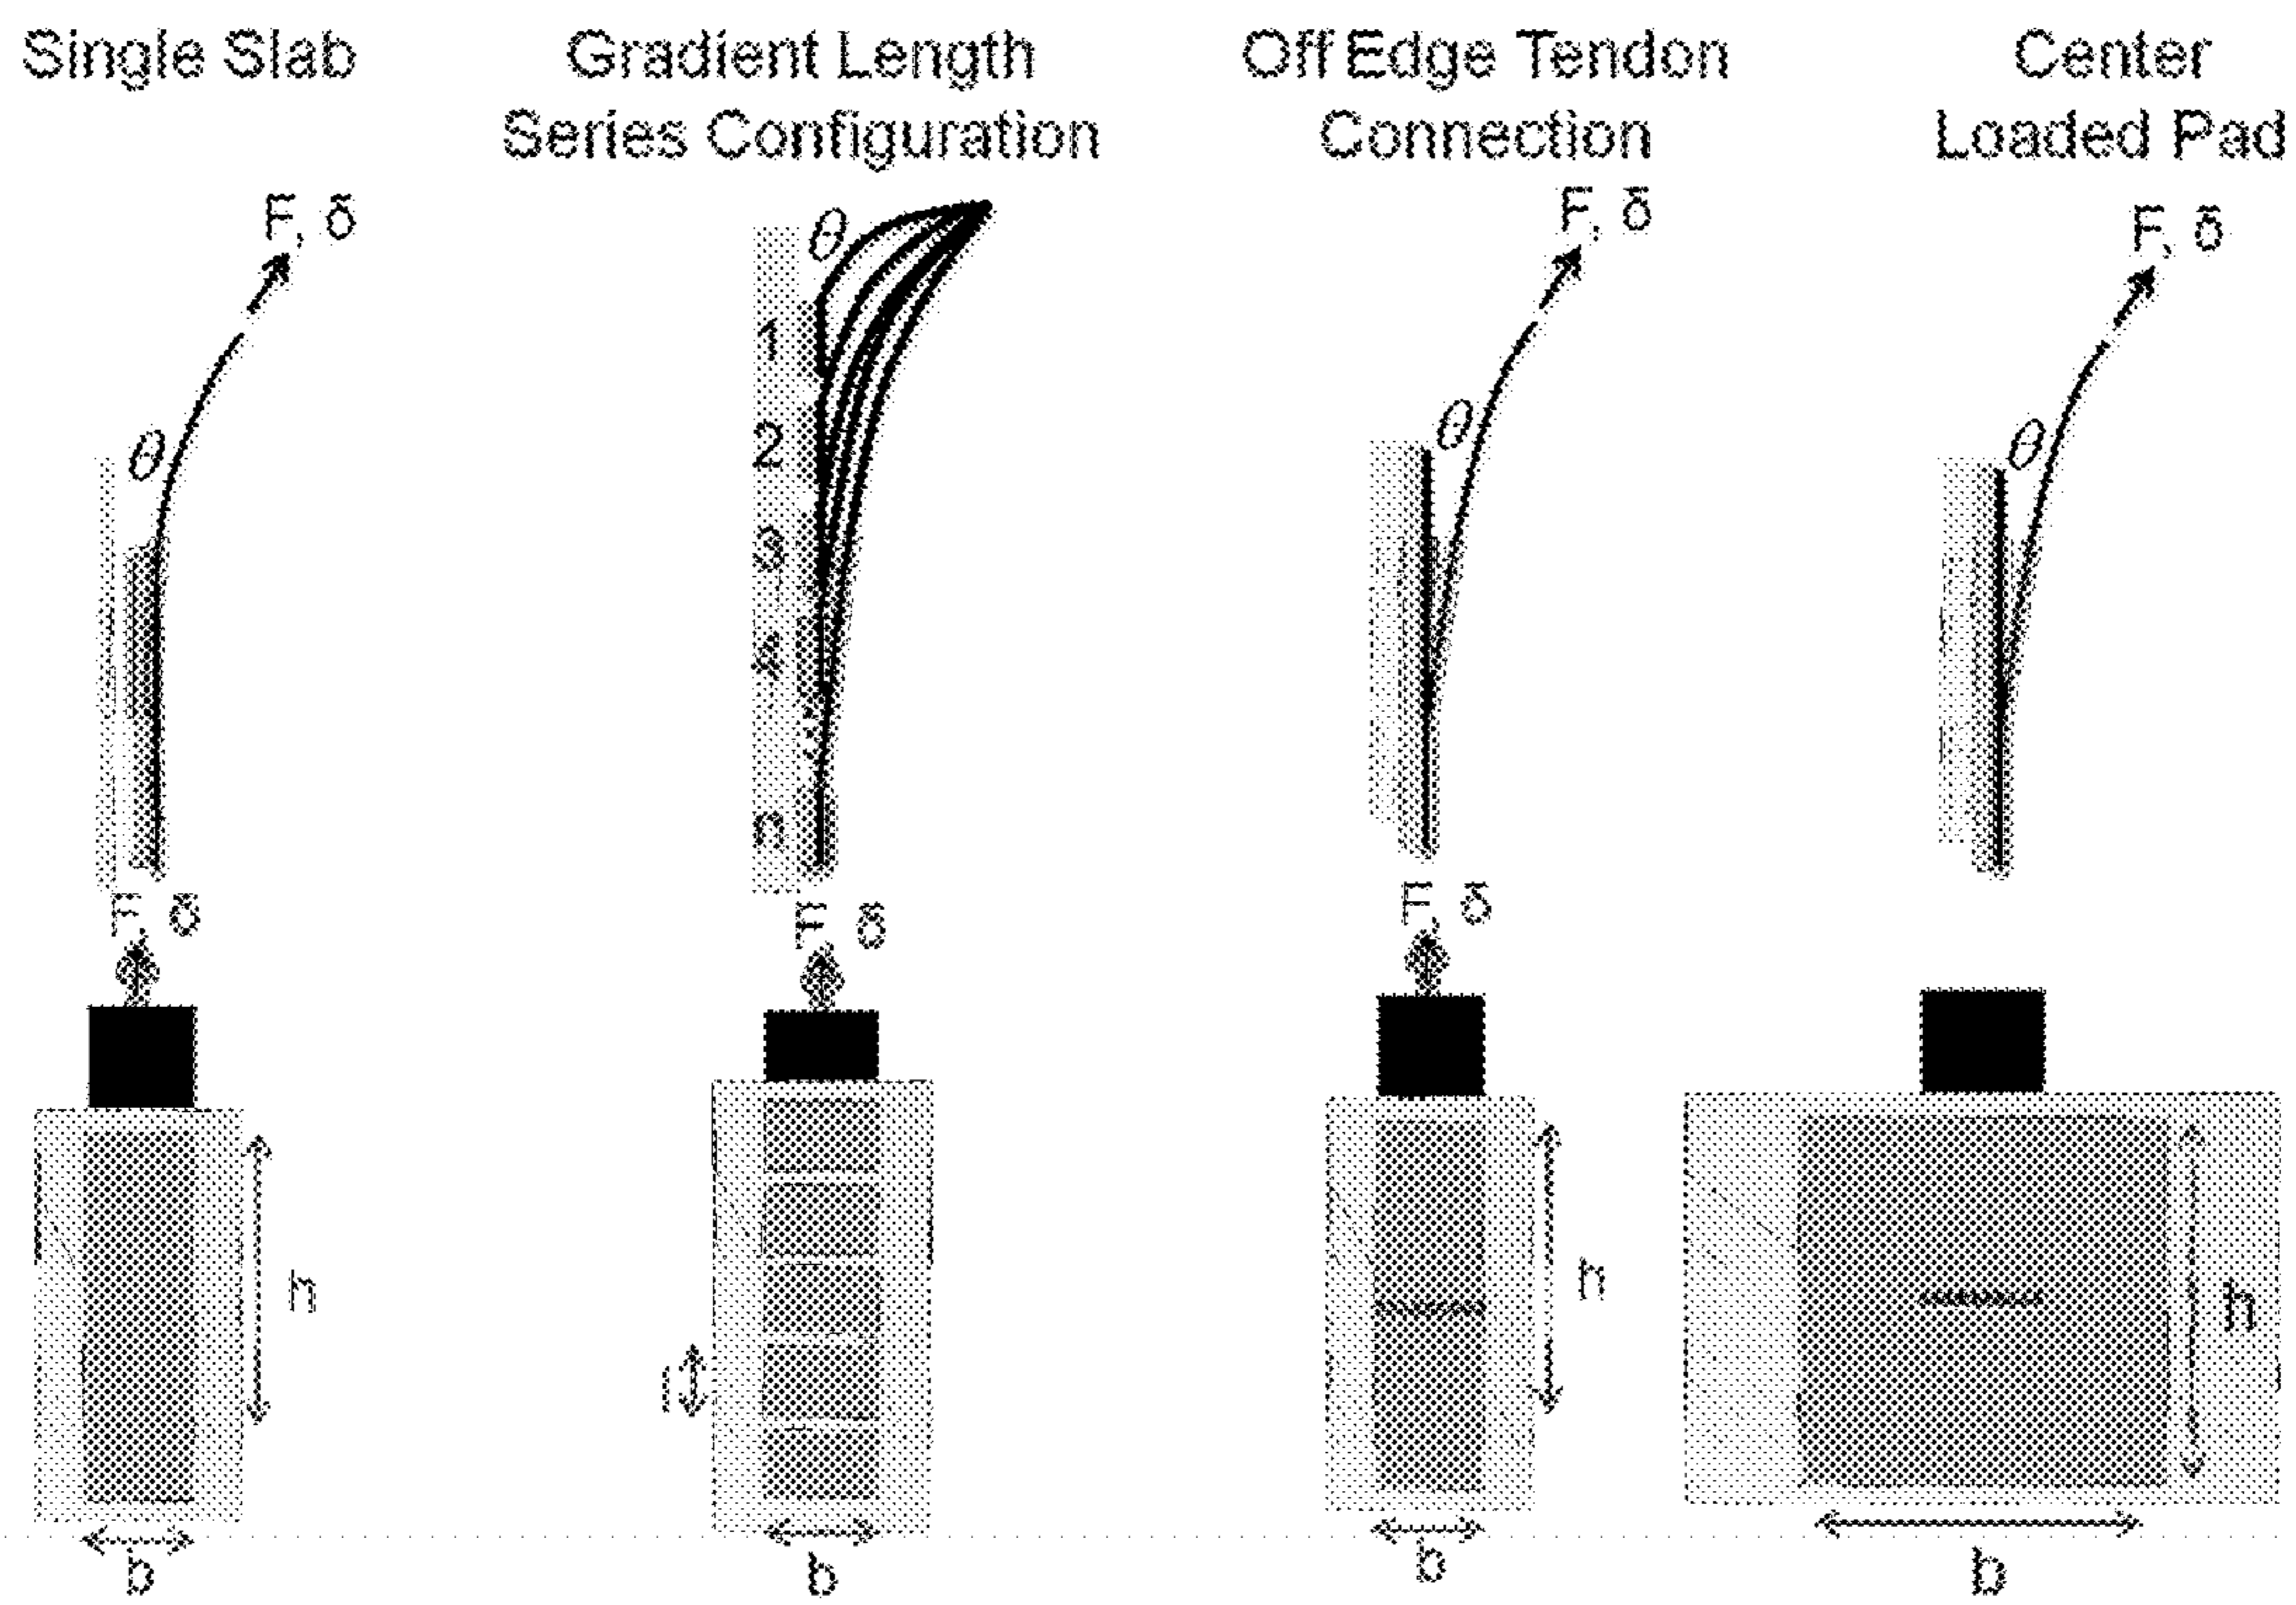 Single Slab
Gradient Length
Series Configuration
Off Edge Tendon
Connection
Center
Loaded Pad
F, δ
θ
1
2
3
4
n
θ
F, δ
θ
F, δ
θ
F, δ
F, δ
F, δ
h
b
l
b
h
b
h
b